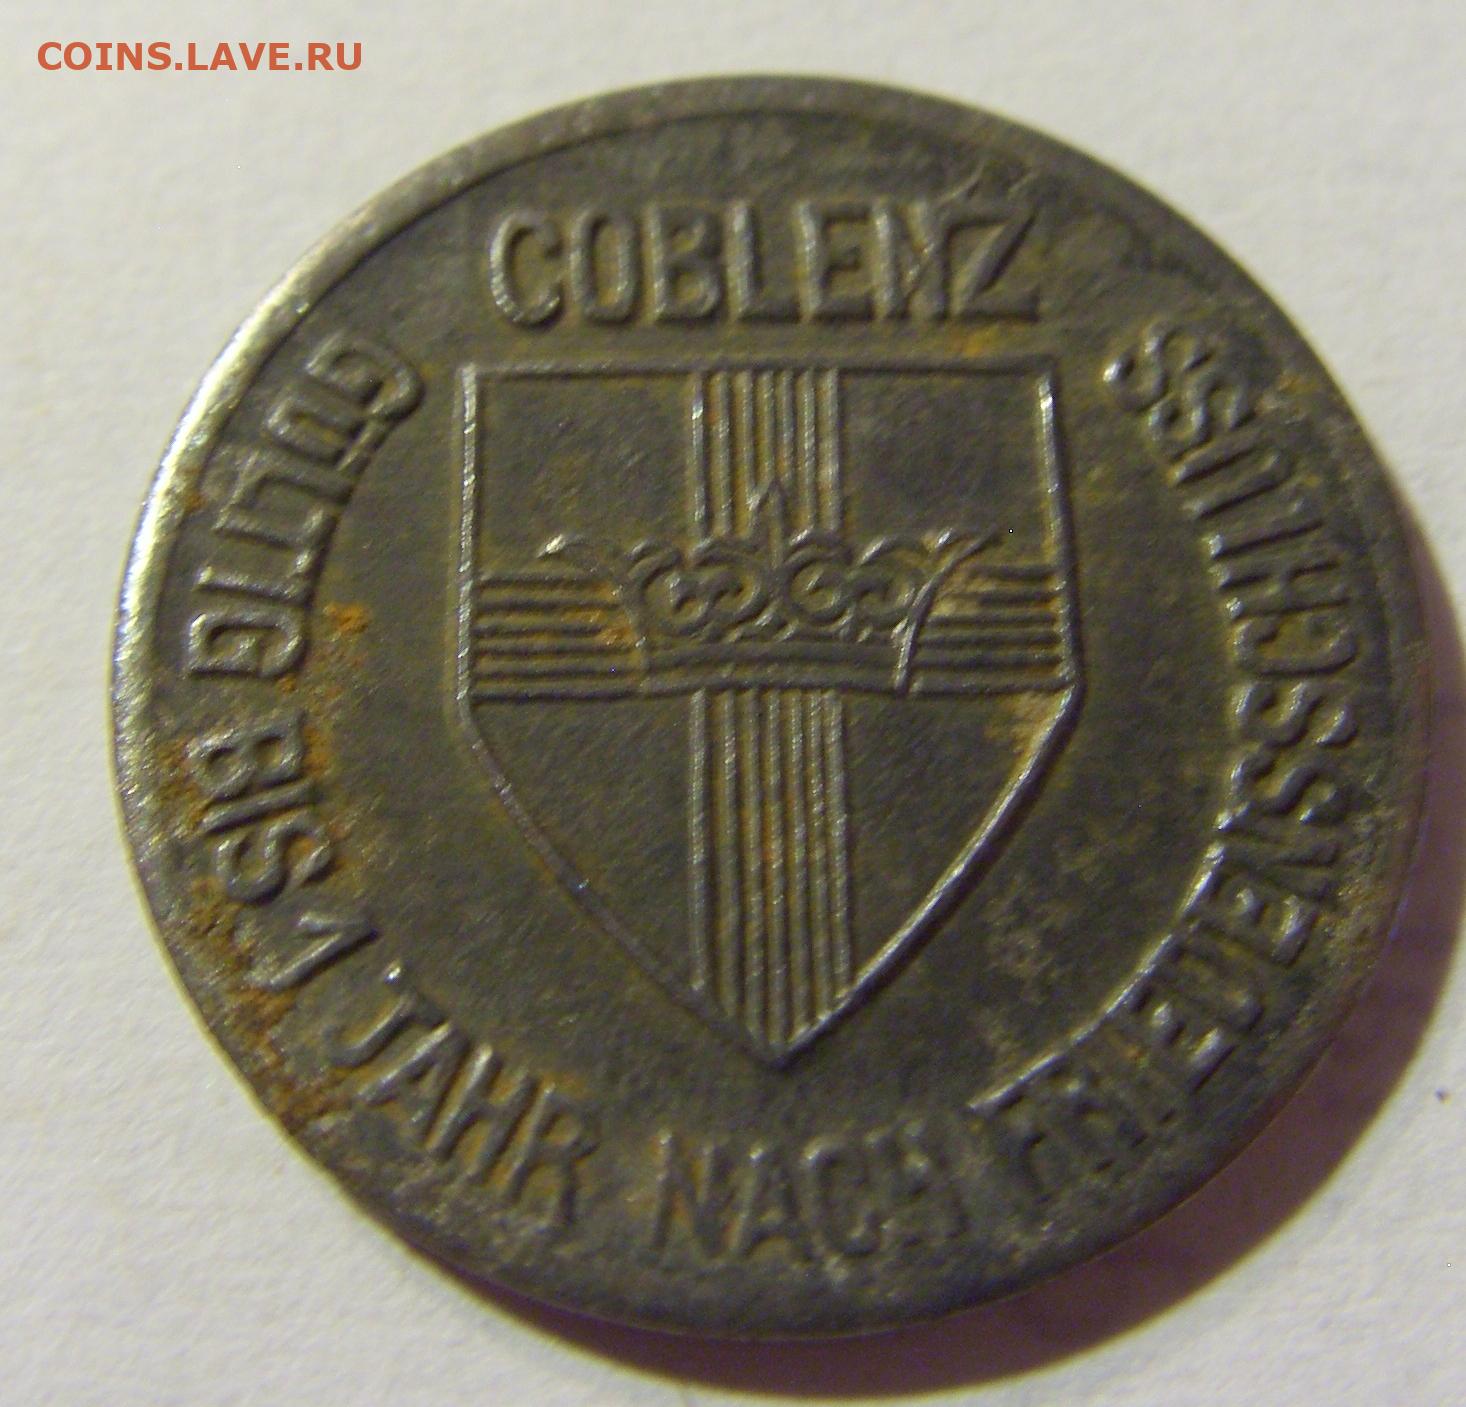 COINS.LAVE.RU
COBLENZ
GÜLTIG BIS 1 JAHR NACH FRIEDENSSCHLUSS